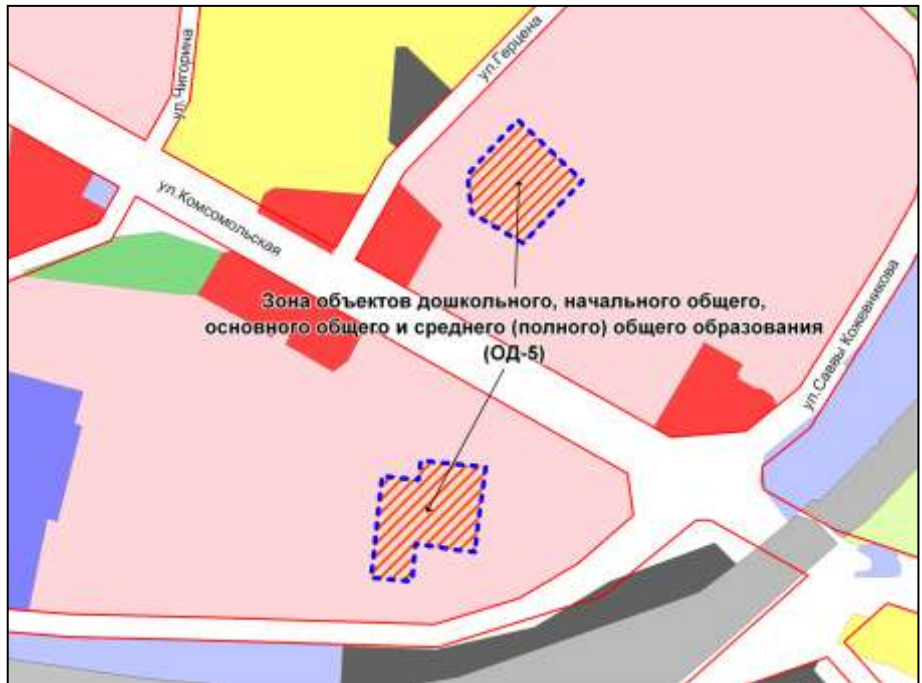 ул.Чигорина
ул.Герцена
ул.Комсомольская
Зона объектов дошкольного, начального общего,
основного общего и среднего (полного) общего образования
(ОД-5)
ул.Саввы Кожевникова